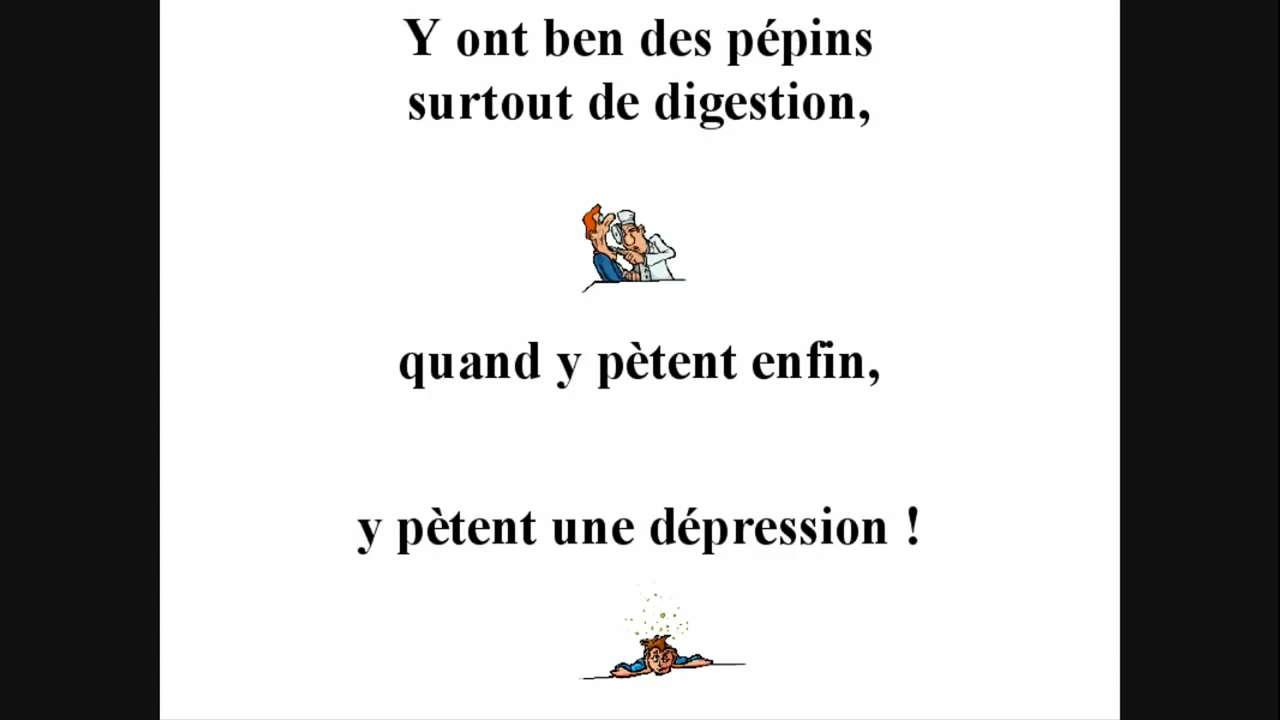 Y ont ben des pépins
surtout de digestion,
quand y pètent enfin,
y pètent une dépression !